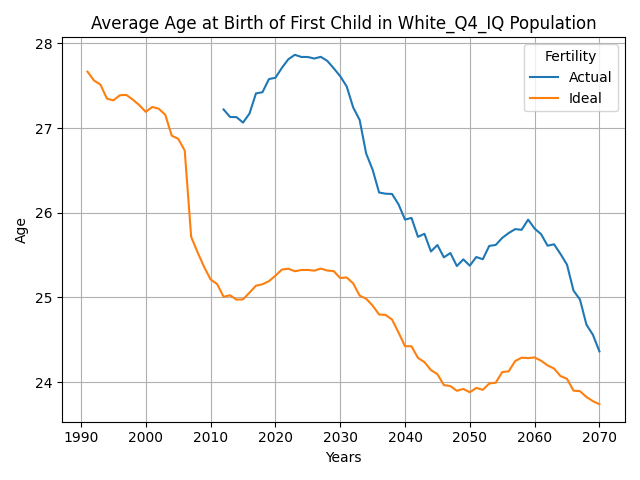 Average Age at Birth of First Child in White_Q4_IQ Population
Fertility
Actual
Ideal
Age
28
27
26
25
24
1990 2000 2010 2020 2030 2040 2050 2060 2070
Years